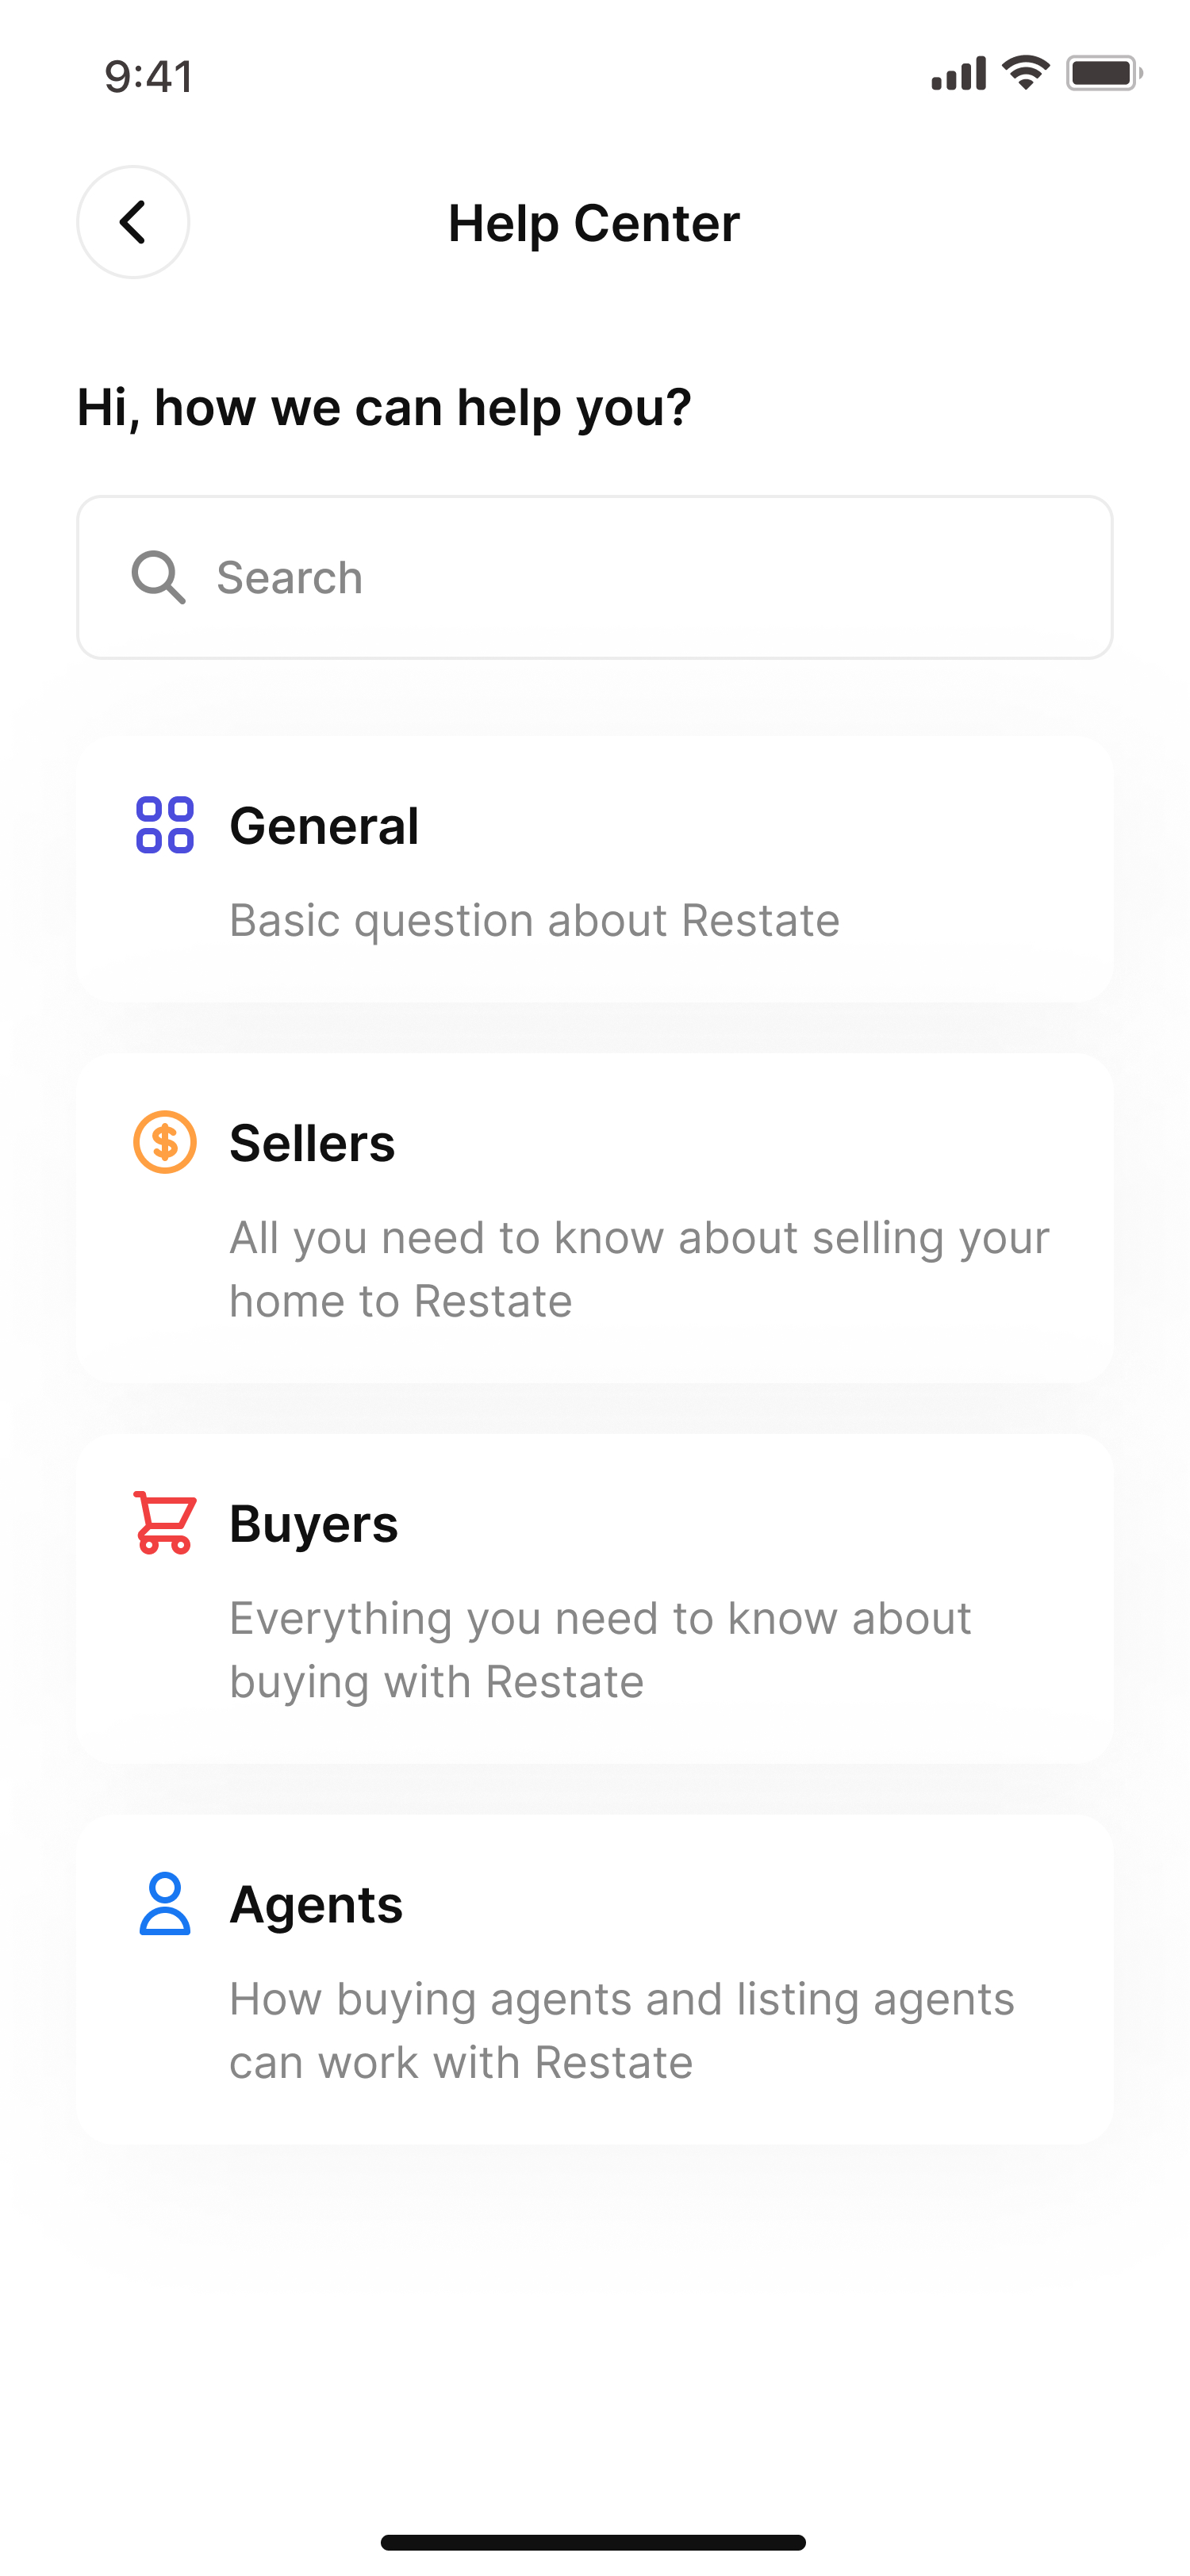 9:41
Help Center
Hi, how we can help you?
Search
General
Basic question about Restate
Sellers
All you need to know about selling your
home to Restate
Buyers
Everything you need to know about
buying with Restate
Agents
How buying agents and listing agents
can work with Restate